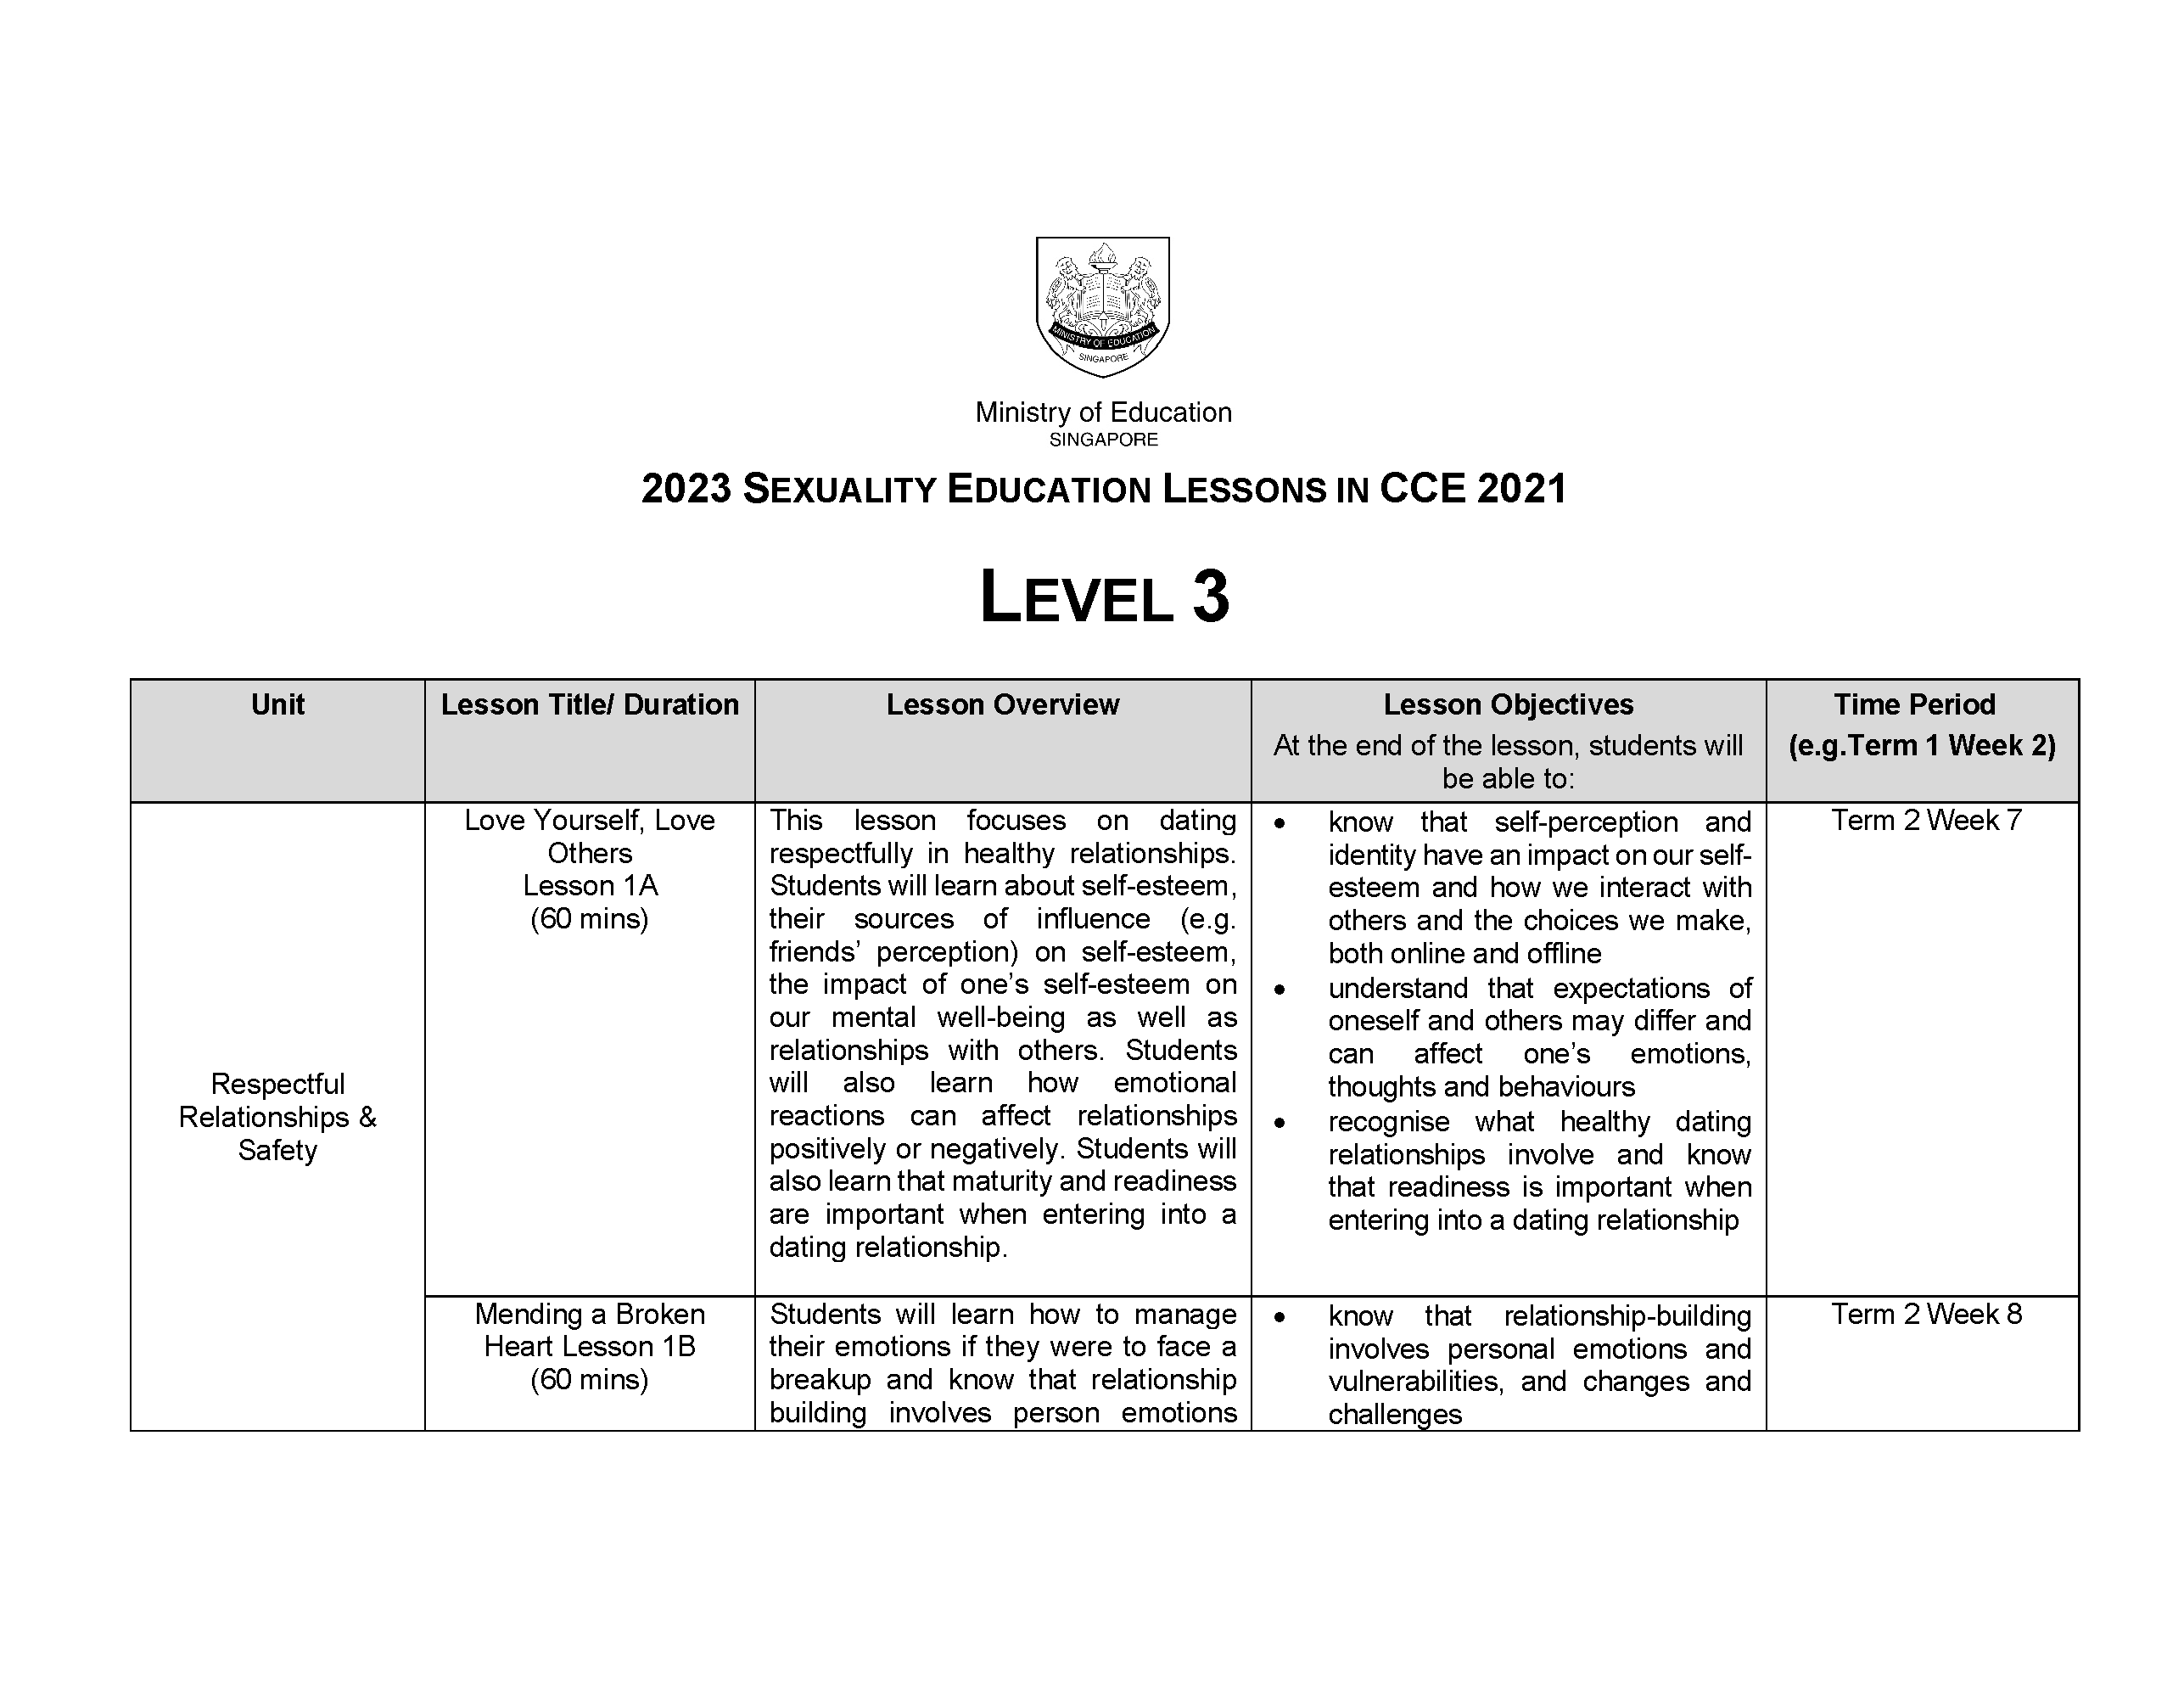 MINISTRY OF EDUCATION
SINGAPORE
Ministry of Education
SINGAPORE
2023 SEXUALITY EDUCATION LESSONS IN CCE 2021
LEVEL 3
Unit
Lesson Title/ Duration
Lesson Overview
Lesson Objectives
At the end of the lesson, students will
be able to:
Time Period
(e.g.Term 1 Week 2)
Respectful
Relationships &
Safety
Love Yourself, Love
Others
Lesson 1A
(60 mins)
This lesson focuses on dating
respectfully in healthy relationships.
Students will learn about self-esteem,
their sources of influence (e.g.
friends’ perception) on self-esteem,
the impact of one’s self-esteem on
our mental well-being as well as
relationships with others. Students
will also learn how emotional
reactions can affect relationships
positively or negatively. Students will
also learn that maturity and readiness
are important when entering into a
dating relationship.
• know that self-perception and
identity have an impact on our self-
esteem and how we interact with
others and the choices we make,
both online and offline
• understand that expectations of
oneself and others may differ and
can affect one’s emotions,
thoughts and behaviours
• recognise what healthy dating
relationships involve and know
that readiness is important when
entering into a dating relationship
Term 2 Week 7
Mending a Broken
Heart Lesson 1B
(60 mins)
Students will learn how to manage
their emotions if they were to face a
breakup and know that relationship
building involves person emotions
• know that relationship-building
involves personal emotions and
vulnerabilities, and changes and
challenges
Term 2 Week 8